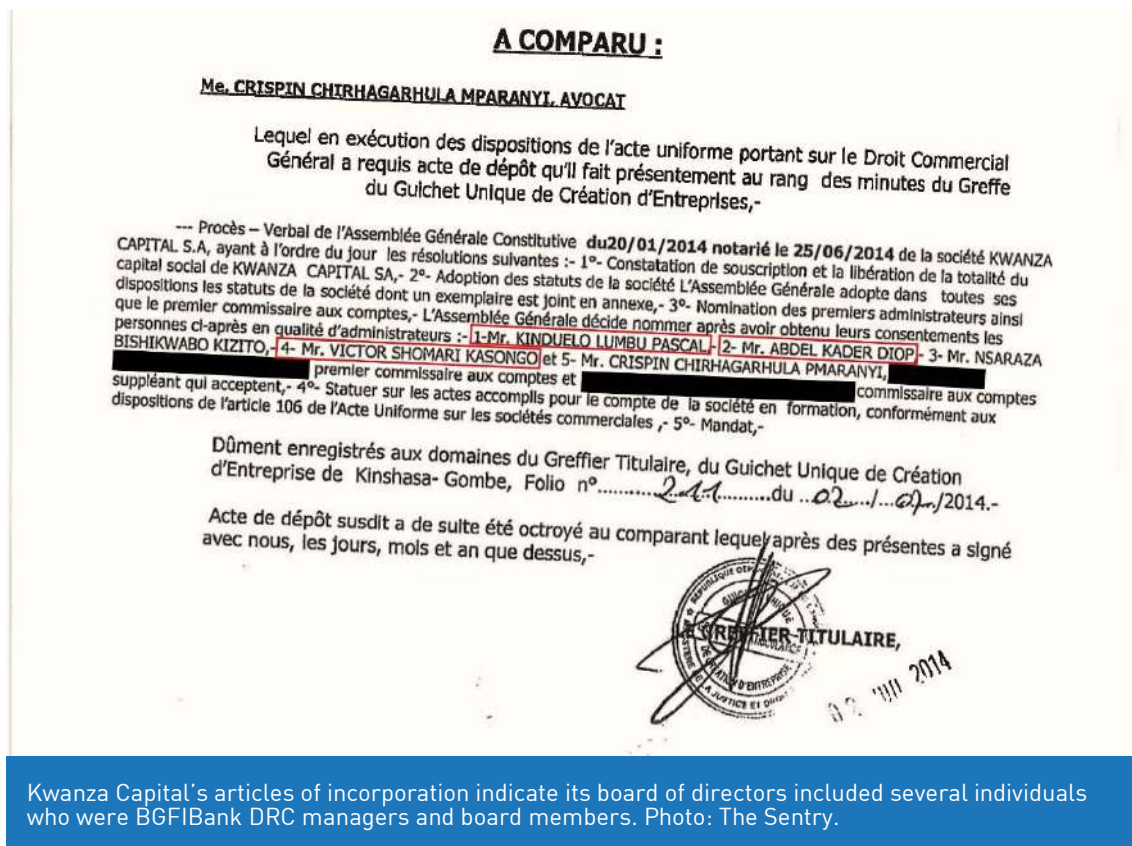 A COMPARU :
Me. CRISPIN CHIRHAGARHULA MPARANYI, AVOCAT
Lequel en exécution des dispositions de l'acte uniforme portant sur le Droit Commercial
Général a requis acte de dépôt qu'il fait présentement au rang des minutes du Greffe
du Guichet Unique de Création d'Entreprises,-
--- Procès – Verbal de l'Assemblée Générale Constitutive du20/01/2014 notarié le 25/06/2014 de la société KWANZA
CAPITAL S.A, ayant à l'ordre du jour les résolutions suivantes :- 1°- Constatation de souscription et la libération de la totalité du
capital social de KWANZA CAPITAL SA,- 2°- Adoption des statuts de la société L'Assemblée Générale adopte dans toutes ses
dispositions les statuts de la société dont un exemplaire est joint en annexe,- 3°- Nomination des premiers administrateurs ainsi
que le premier commissaire aux comptes,- L'Assemblée Générale décide nommer après avoir obtenu leurs consentements les
personnes ci-après en qualité d'administrateurs :- 1-Mr. KINDUELO LUMBU PASCAL,- 2- Mr. ABDEL KADER DIOP- 3- Mr. NSARAZA
BISHIKWABO KIZITO,- 4- Mr. VICTOR SHOMARI KASONGO et 5- Mr. CRISPIN CHIRHAGARHULA PMARANYI,
premier commissaire aux comptes et commissaire aux comptes
suppléant qui acceptent,- 4°- Statuer sur les actes accomplis pour le compte de la société en formation, conformément aux
dispositions de l'article 106 de l'Acte Uniforme sur les sociétés commerciales ,- 5°- Mandat,-
Dûment enregistrés aux domaines du Greffier Titulaire, du Guichet Unique de Création
d'Entreprise de Kinshasa- Gombe, Folio n°...........211..........du ...02...../...07.../2014.-
Acte de dépôt susdit a de suite été octroyé au comparant lequel après des présentes a signé
avec nous, les jours, mois et an que dessus,-
GREFFIER-TITULAIRE,
02 JUL 2014
Kwanza Capital's articles of incorporation indicate its board of directors included several individuals
who were BGFIBank DRC managers and board members. Photo: The Sentry.